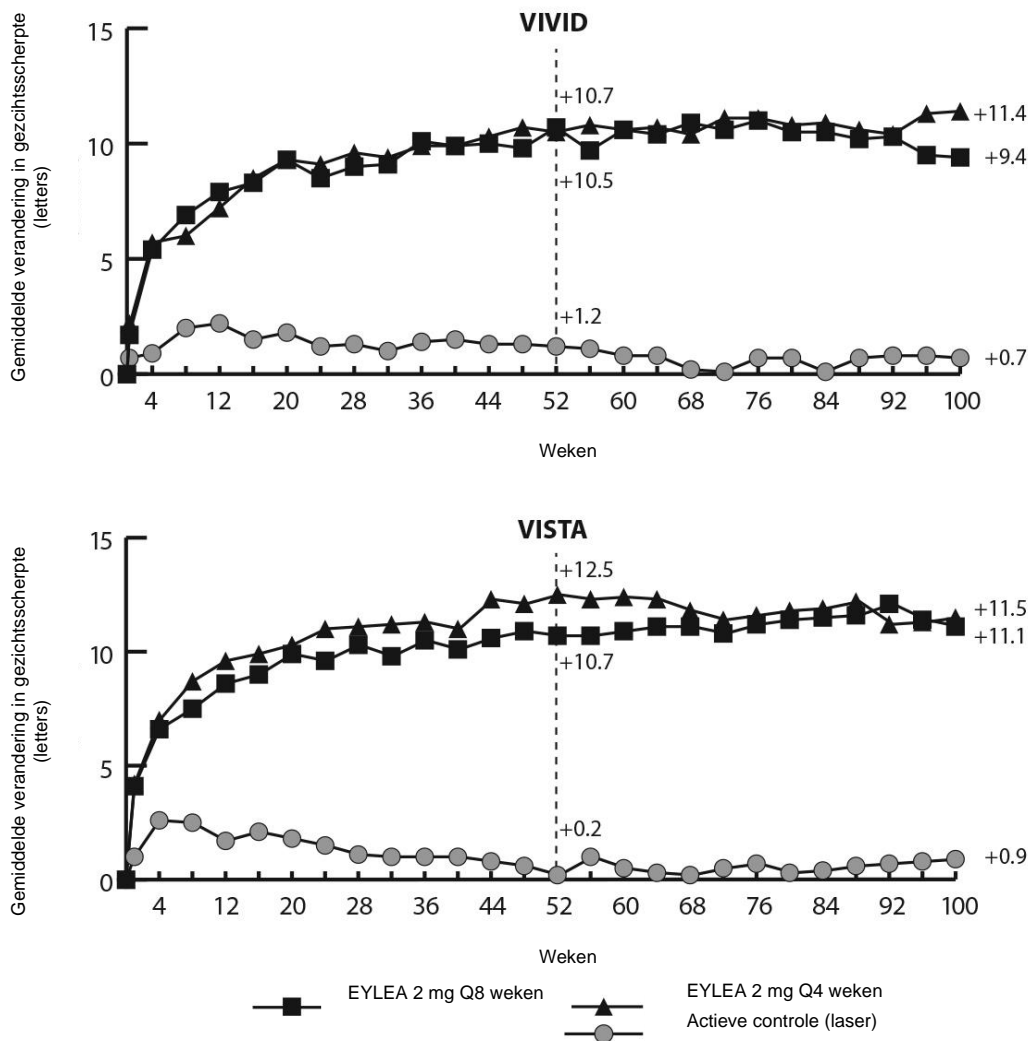 VIVID
Gemiddelde verandering in gezcihtsscherpte
(letters)
15
10
5
0
+10.7
+10.5
+1.2
+11.4
+9.4
+0.7
4 12 20 28 36 44 52 60 68 76 84 92 100
Weken
VISTA
Gemiddelde verandering in gezichtsscherpte
(letters)
15
10
5
0
+12.5
+10.7
+0.2
+11.5
+11.1
+0.9
4 12 20 28 36 44 52 60 68 76 84 92 100
Weken
EYLEA 2 mg Q8 weken
EYLEA 2 mg Q4 weken
Actieve controle (laser)